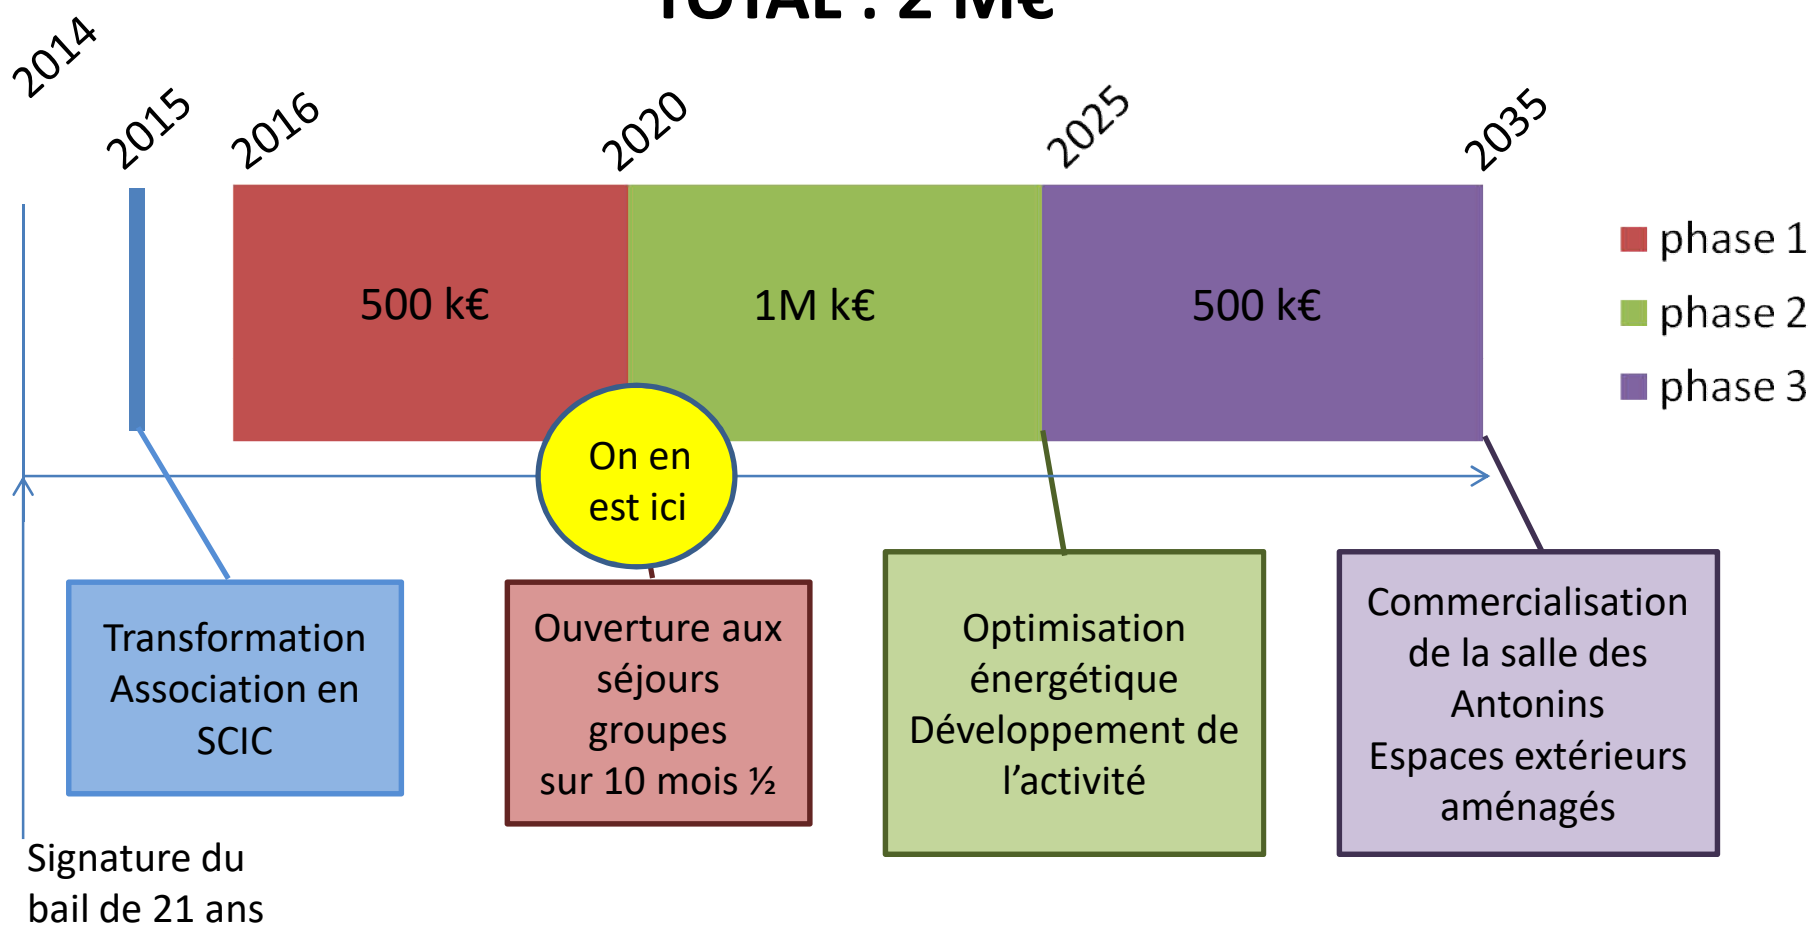 TOTAL : 2 M€
2014
2015
2016
2020
2025
2035
500 k€
1M k€
500 k€
phase 1
phase 2
phase 3
On en
est ici
Transformation
Association en
SCIC
Ouverture aux
séjours
groupes
sur 10 mois ½
Optimisation
énergétique
Développement de
l’activité
Commercialisation
de la salle des
Antonins
Espaces extérieurs
aménagés
Signature du
bail de 21 ans